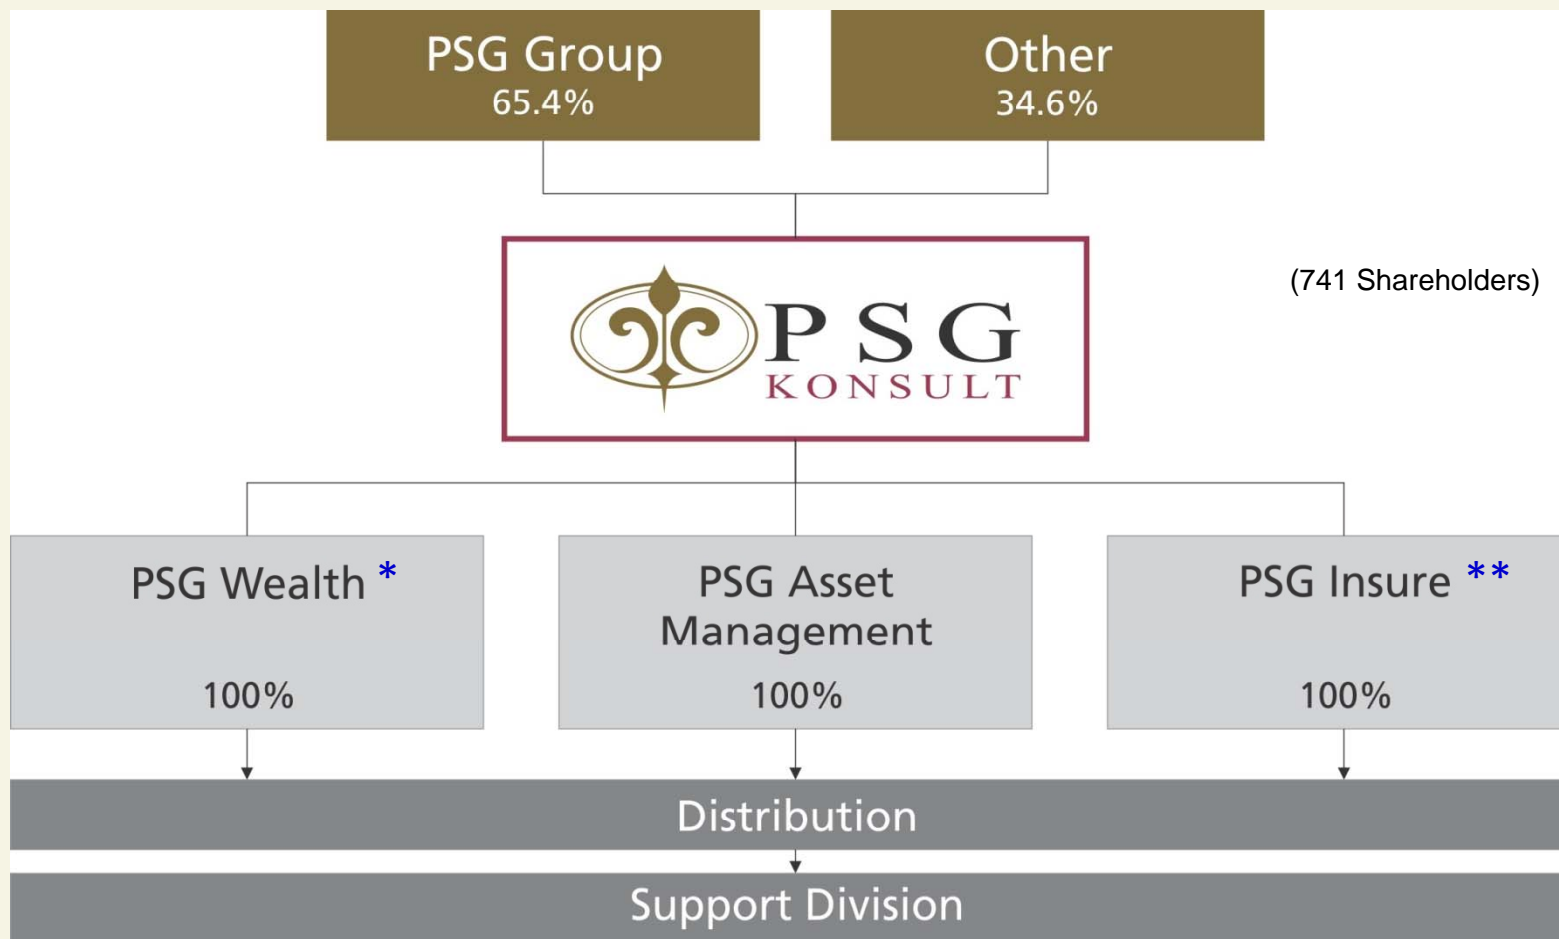 PSG Group
65.4%
Other
34.6%
PSG
KONSULT
(741 Shareholders)
PSG Wealth *
100%
PSG Asset
Management
100%
PSG Insure **
100%
Distribution
Support Division